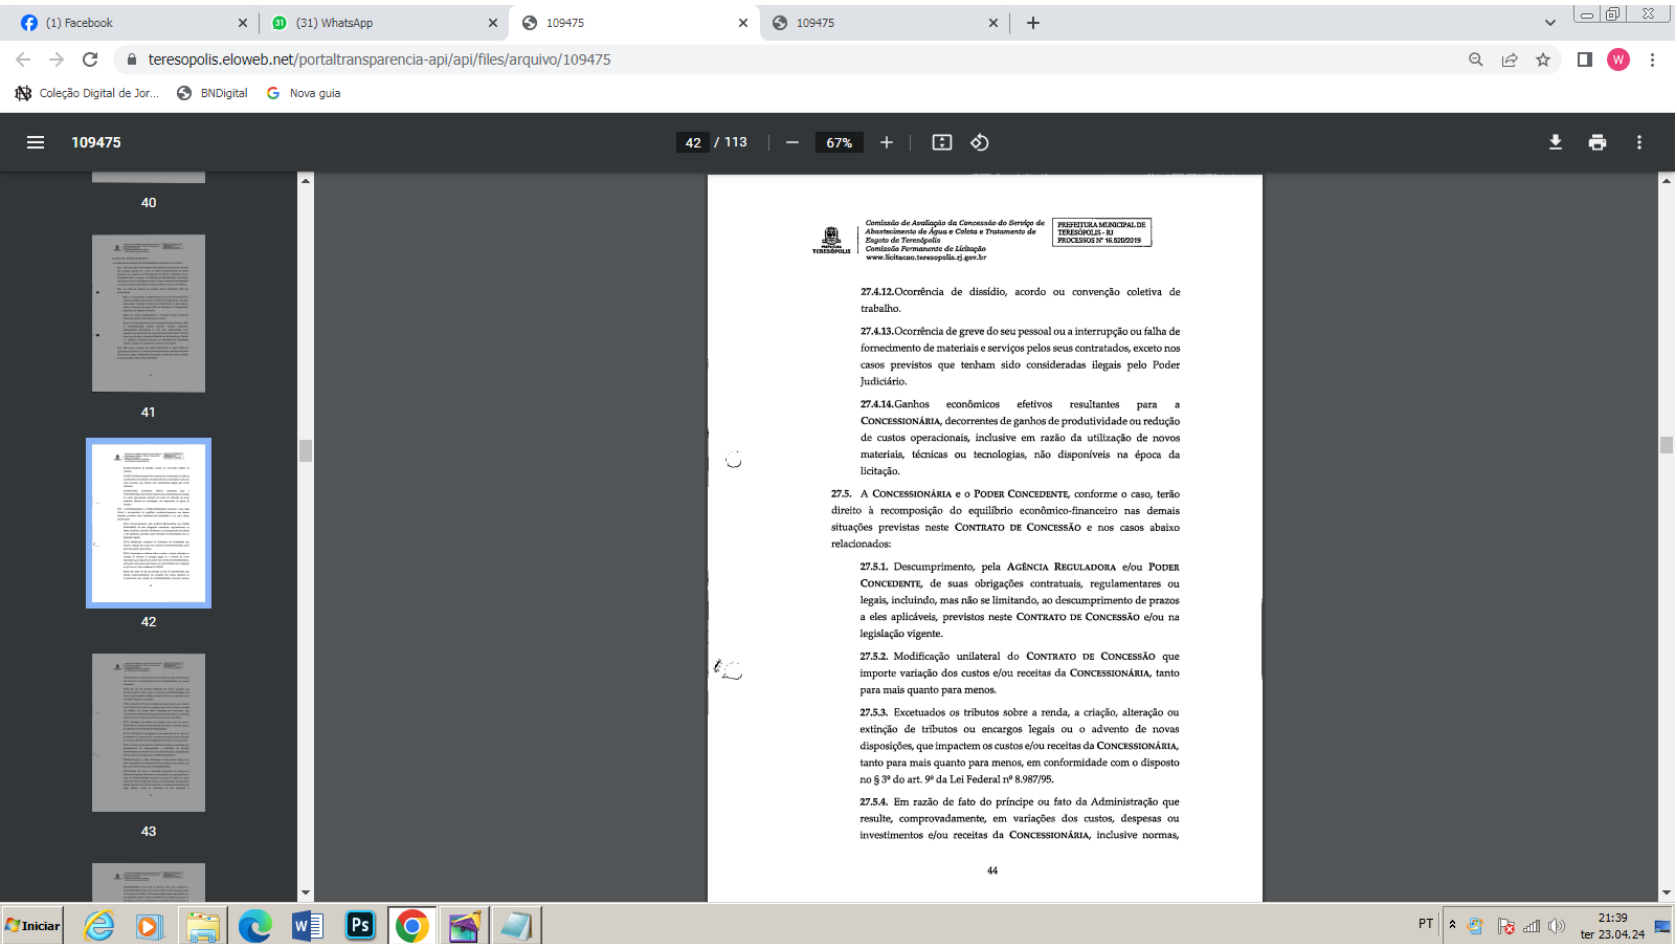 (1) Facebook
(31) WhatsApp
109475
109475
teresopolis.eloweb.net/portaltransparencia-api/api/files/arquivo/109475
W
Coleção Digital de Jor...
BNDigital
Nova guia
109475
42 / 113
67%
40
41
42
43
PREFEITURA
TERESÓPOLIS
Comissão de Avaliação da Concessão do Serviço de
Abastecimento de Água e Coleta e Tratamento de
Esgoto de Teresópolis
Comissão Permanente de Licitação
www.licitacao.teresopolis.rj.gov.br
PREFEITURA MUNICIPAL DE
TERESÓPOLIS - RJ
PROCESSOS Nº 16.520/2019
27.4.12.Ocorrência de dissídio, acordo ou convenção coletiva de
trabalho.
27.4.13.Ocorrência de greve do seu pessoal ou a interrupção ou falha de
fornecimento de materiais e serviços pelos seus contratados, exceto nos
casos previstos que tenham sido consideradas ilegais pelo Poder
Judiciário.
27.4.14.Ganhos econômicos efetivos resultantes para a
CONCESSIONÁRIA, decorrentes de ganhos de produtividade ou redução
de custos operacionais, inclusive em razão da utilização de novos
materiais, técnicas ou tecnologias, não disponíveis na época da
licitação.
27.5. A CONCESSIONÁRIA e o PODER CONCEDENTE, conforme o caso, terão
direito à recomposição do equilíbrio econômico-financeiro nas demais
situações previstas neste CONTRATO DE CONCESSÃO e nos casos abaixo
relacionados:
27.5.1. Descumprimento, pela AGÊNCIA REGULADORA e/ou PODER
CONCEDENTE, de suas obrigações contratuais, regulamentares ou
legais, incluindo, mas não se limitando, ao descumprimento de prazos
a eles aplicáveis, previstos neste CONTRATO DE CONCESSÃO e/ou na
legislação vigente.
27.5.2. Modificação unilateral do CONTRATO DE CONCESSÃO que
importe variação dos custos e/ou receitas da CONCESSIONÁRIA, tanto
para mais quanto para menos.
27.5.3. Excetuados os tributos sobre a renda, a criação, alteração ou
extinção de tributos ou encargos legais ou o advento de novas
disposições, que impactem os custos e/ou receitas da CONCESSIONÁRIA,
tanto para mais quanto para menos, em conformidade com o disposto
no § 3º do art. 9º da Lei Federal nº 8.987/95.
27.5.4. Em razão de fato do príncipe ou fato da Administração que
resulte, comprovadamente, em variações dos custos, despesas ou
investimentos e/ou receitas da CONCESSIONÁRIA, inclusive normas,
44
Iniciar
Ps
PT
21:39
ter 23.04.24